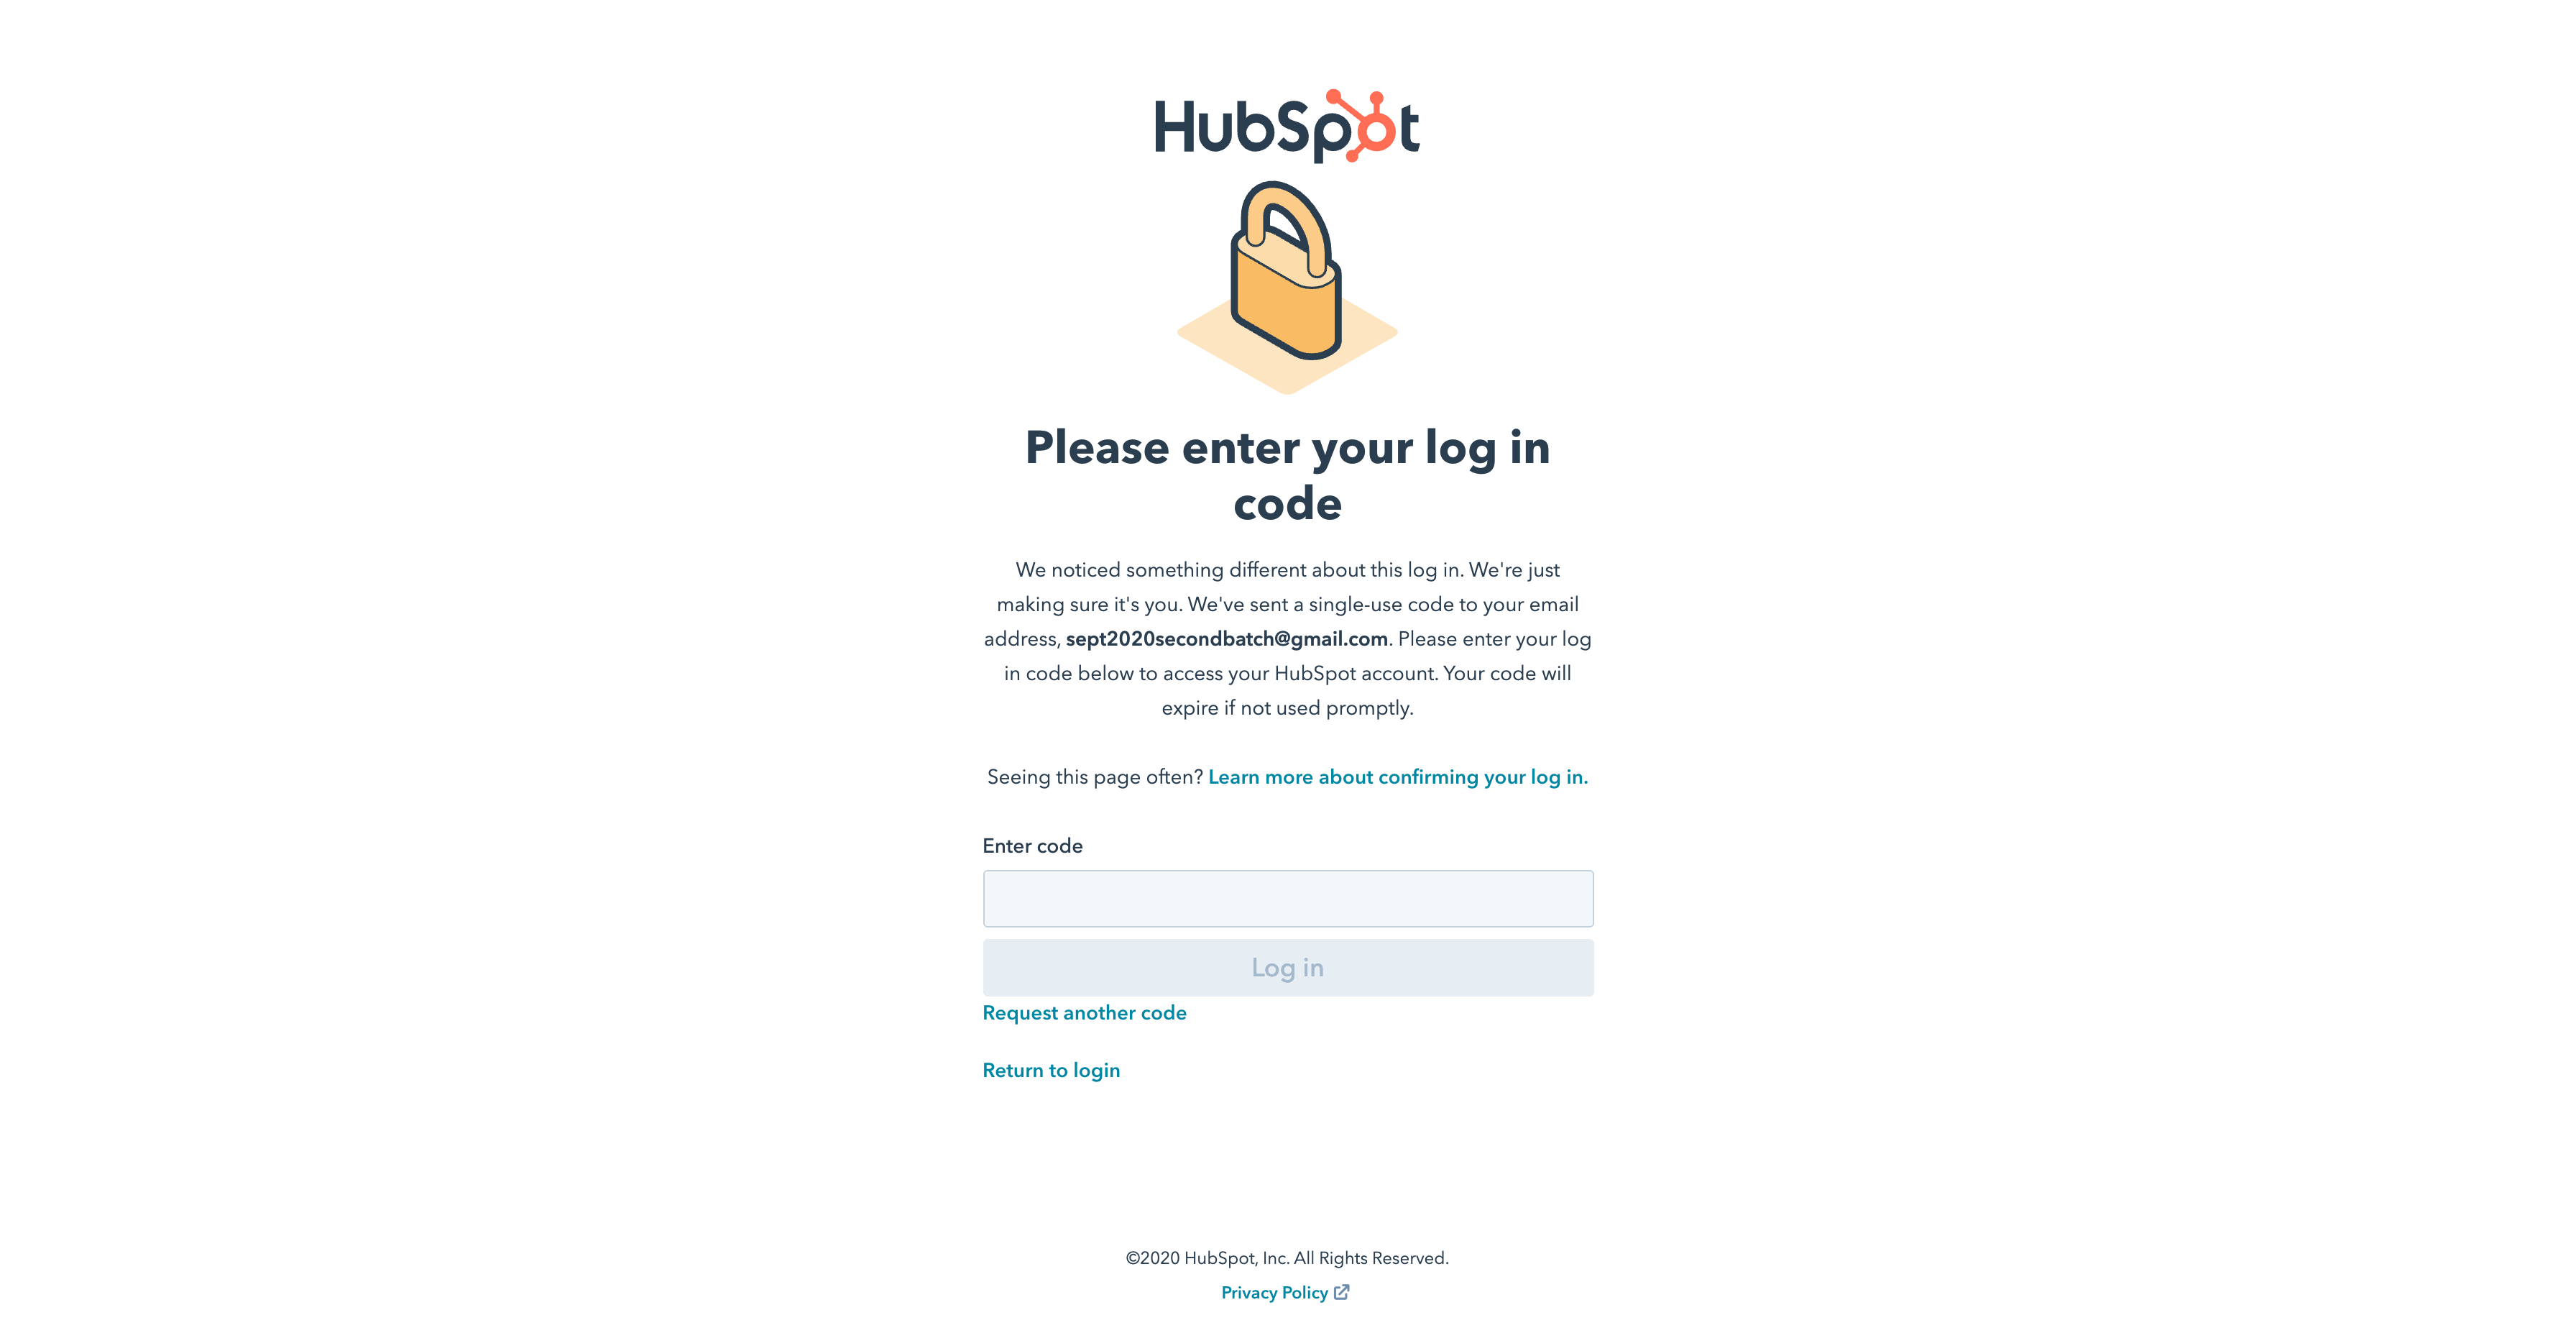 HubSpot
Please enter your log in
code
We noticed something different about this log in. We're just
making sure it's you. We've sent a single-use code to your email
address, sept2020secondbatch@gmail.com. Please enter your log
in code below to access your HubSpot account. Your code will
expire if not used promptly.
Seeing this page often? Learn more about confirming your log in.
Enter code
Log in
Request another code
Return to login
©2020 HubSpot, Inc. All Rights Reserved.
Privacy Policy